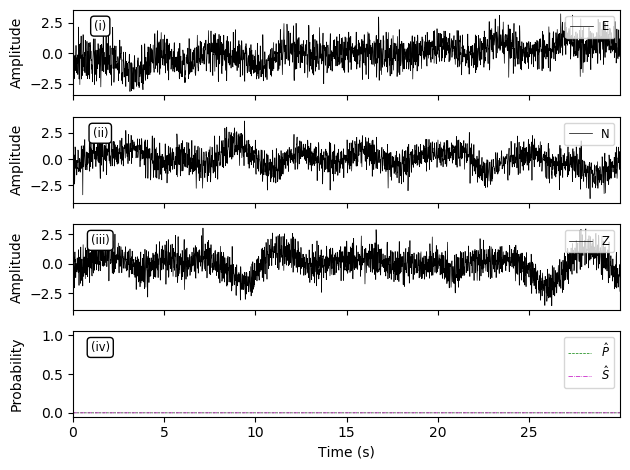 (i)
E
Amplitude
2.5
0.0
−2.5
(ii)
N
Amplitude
2.5
0.0
−2.5
(iii)
Z
Amplitude
2.5
0.0
−2.5
(iv)
P̂
Ŝ
Probability
1.0
0.5
0.0
0 5 10 15 20 25
Time (s)